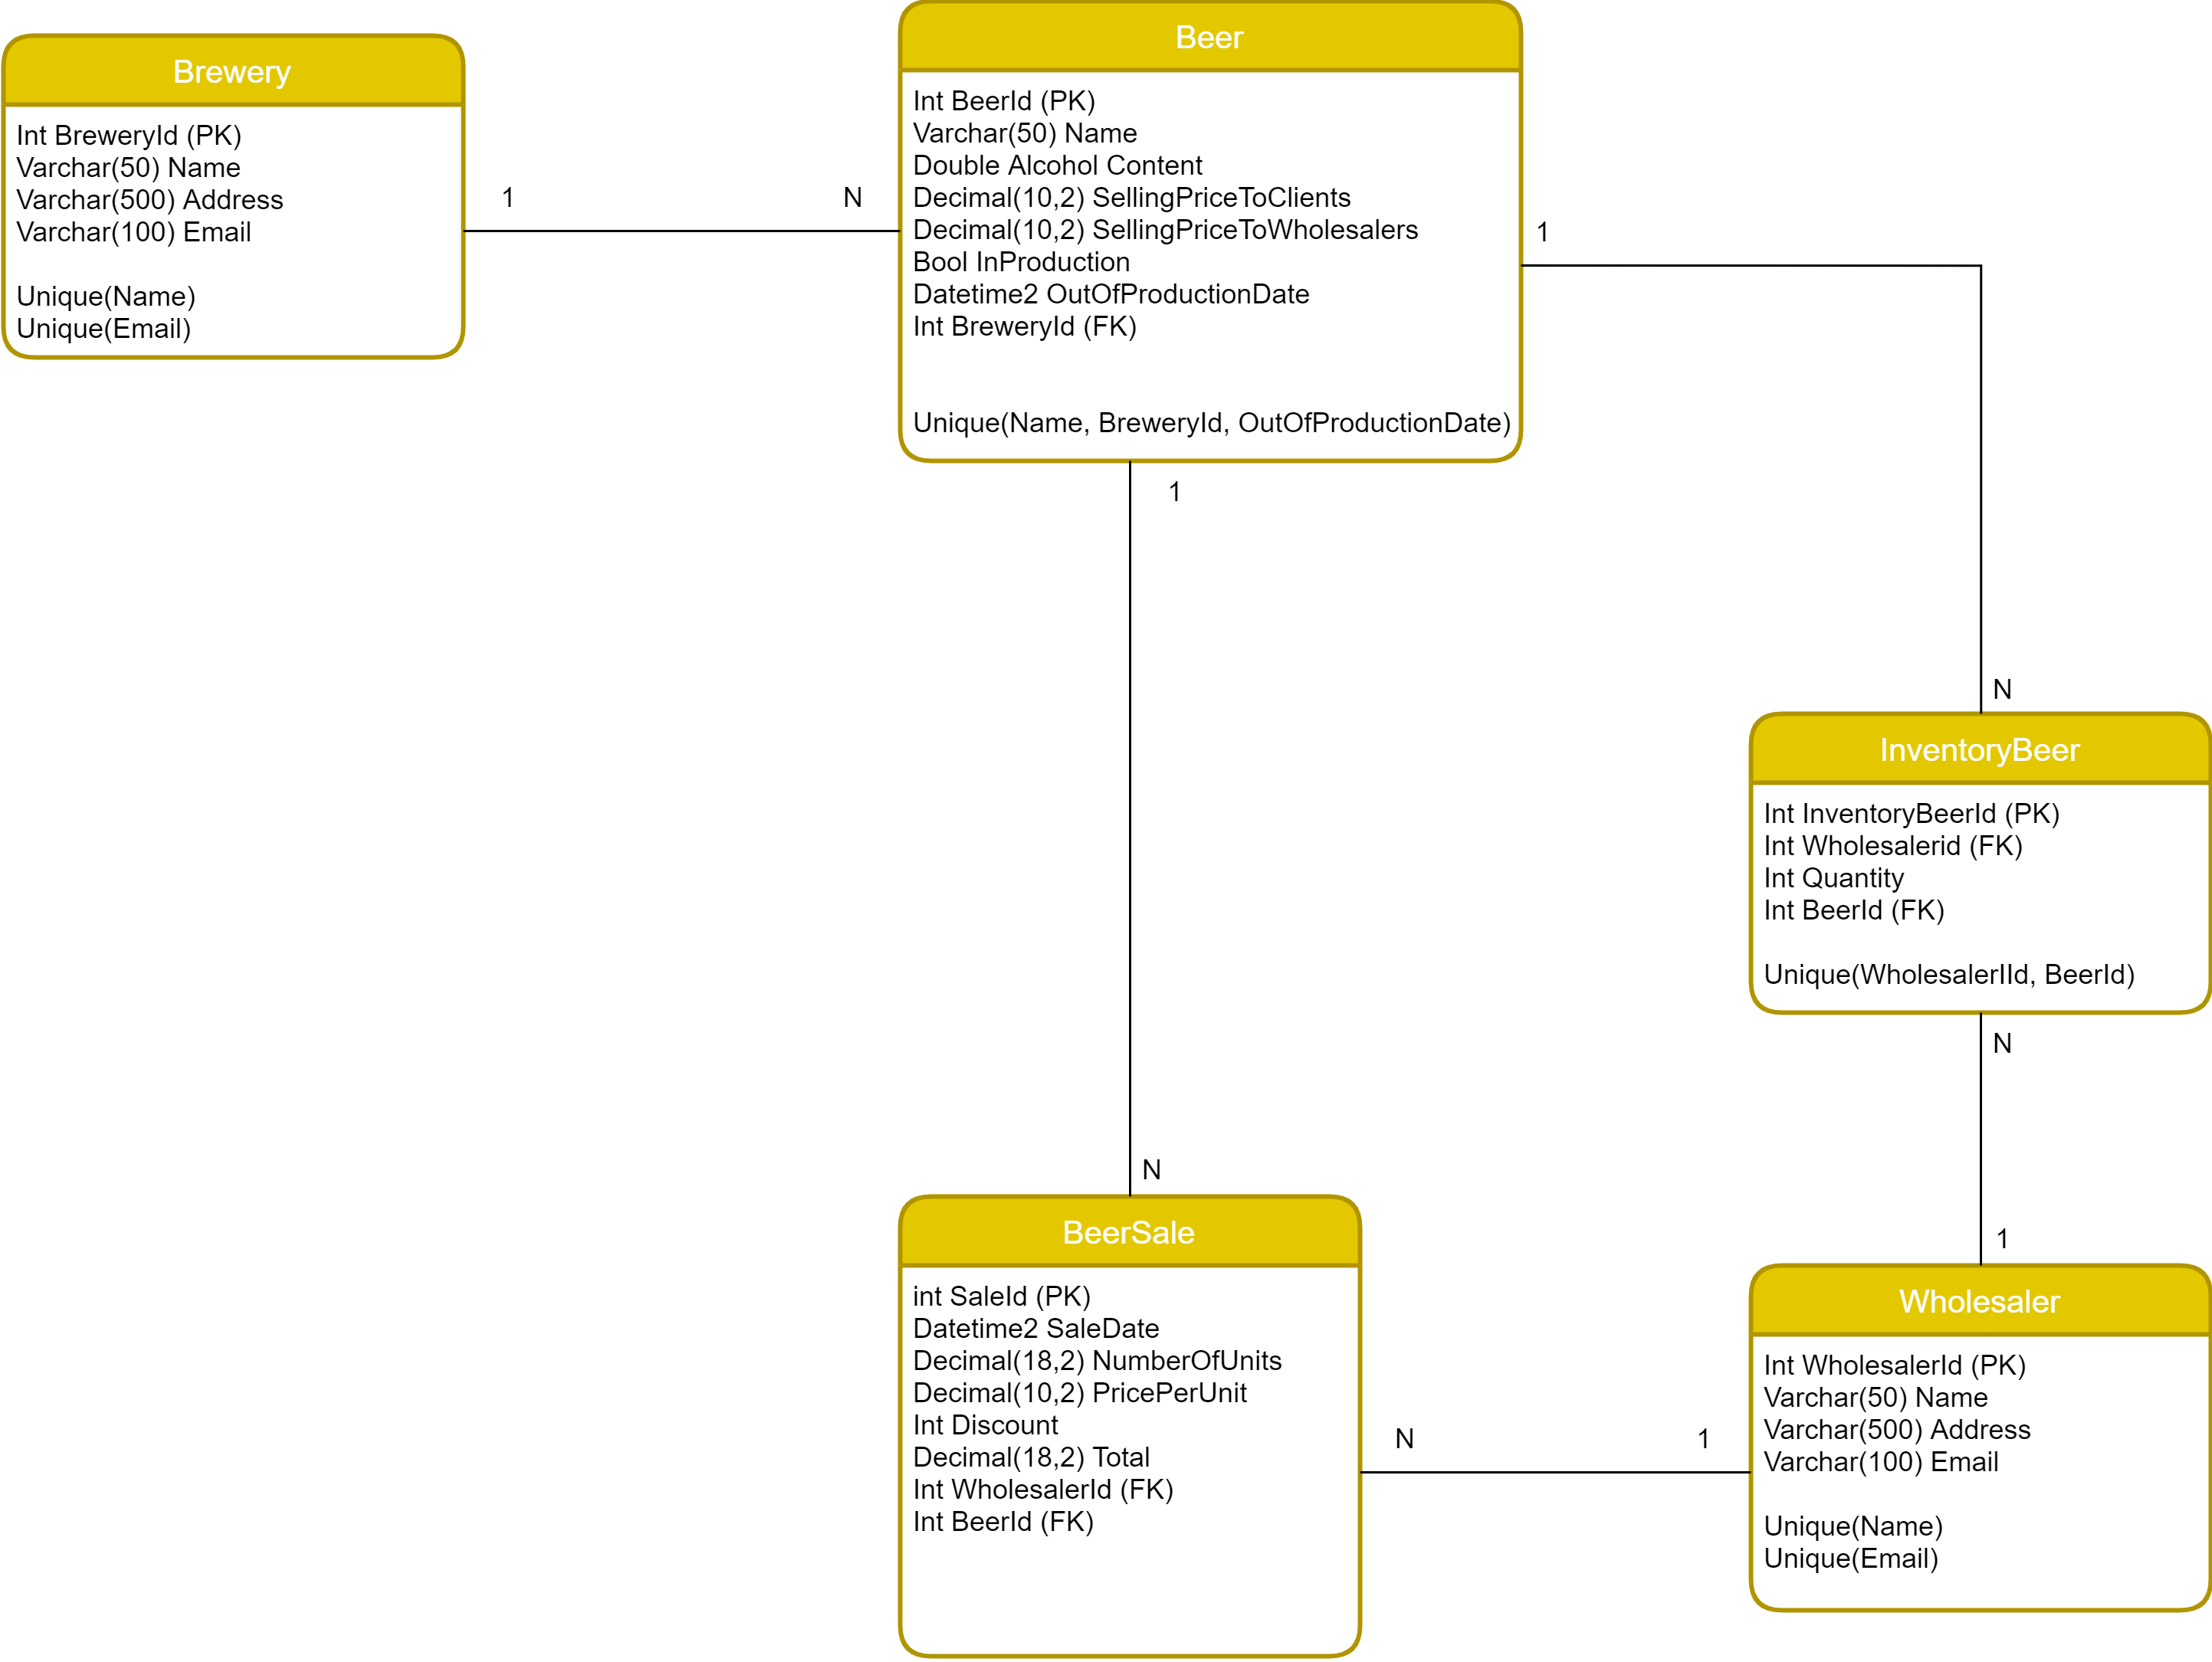 Brewery
Int BreweryId (PK)
Varchar(50) Name
Varchar(500) Address
Varchar(100) Email
Unique(Name)
Unique(Email)
1
N
Beer
Int BeerId (PK)
Varchar(50) Name
Double Alcohol Content
Decimal(10,2) SellingPriceToClients
Decimal(10,2) SellingPriceToWholesalers
Bool InProduction
Datetime2 OutOfProductionDate
Int BreweryId (FK)
Unique(Name, BreweryId, OutOfProductionDate)
1
1
N
InventoryBeer
Int InventoryBeerId (PK)
Int Wholesalerid (FK)
Int Quantity
Int BeerId (FK)
Unique(WholesalerIId, BeerId)
N
1
N
BeerSale
int SaleId (PK)
Datetime2 SaleDate
Decimal(18,2) NumberOfUnits
Decimal(10,2) PricePerUnit
Int Discount
Decimal(18,2) Total
Int WholesalerId (FK)
Int BeerId (FK)
N
1
Wholesaler
Int WholesalerId (PK)
Varchar(50) Name
Varchar(500) Address
Varchar(100) Email
Unique(Name)
Unique(Email)